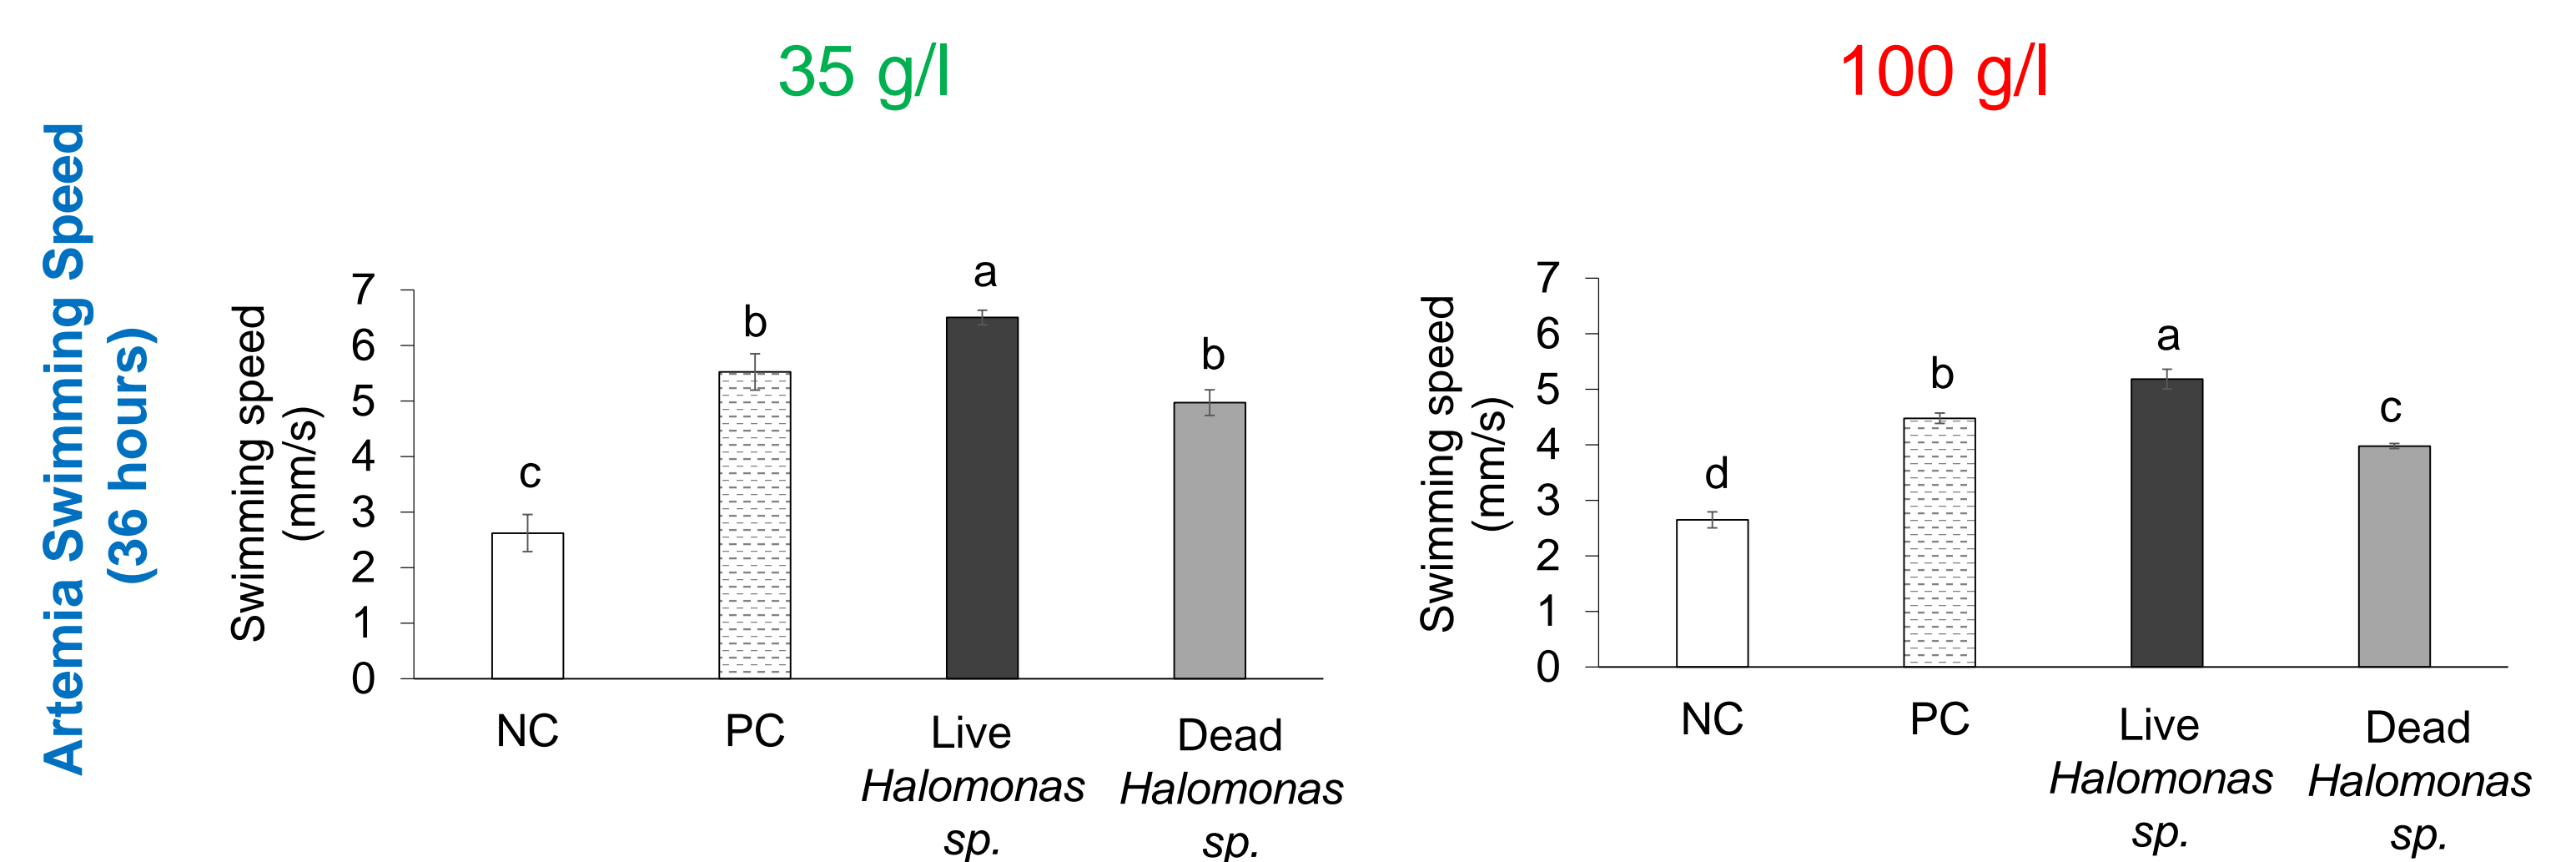 35 g/l
100 g/l
Artemia Swimming Speed
(36 hours)
Swimming speed
(mm/s)
7
6
5
4
3
2
1
0
c
b
a
b
NC
PC
Live
Halomonas
sp.
Dead
Halomonas
sp.
Swimming speed
(mm/s)
7
6
5
4
3
2
1
0
d
b
a
c
NC
PC
Live
Halomonas
sp.
Dead
Halomonas
sp.